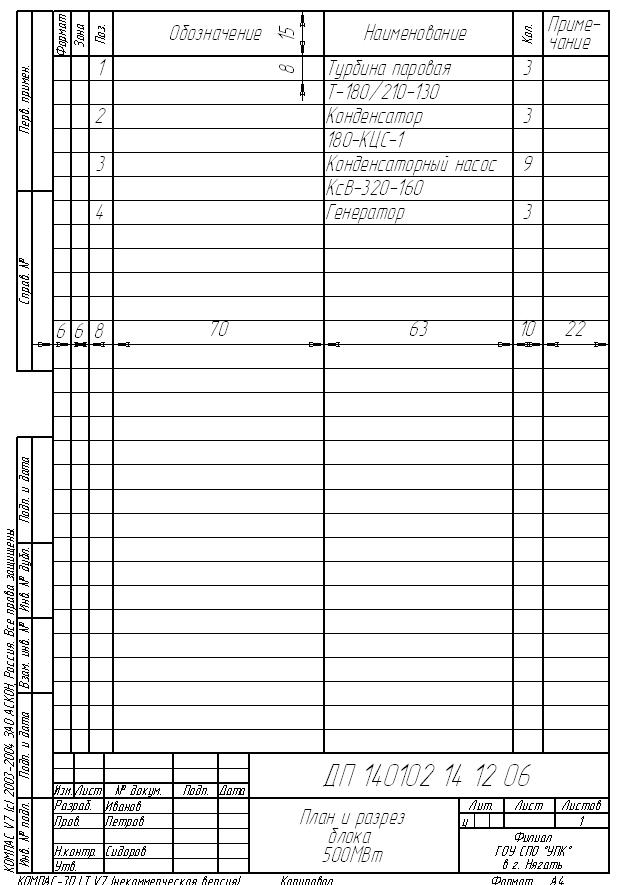 Формат
Зона
Поз.
Обозначение
15
Наименование
Кол.
Приме-
чание
1
8
Турбина паровая
3
Т-180/210-130
2
Конденсатор
3
180-КЦС-1
3
Конденсаторный насос
9
КсВ-320-160
4
Генератор
3
6 6 8 70 63 10 22
Перв. примен.
Справ. №
Подп. и дата
Инв. № дубл.
Взам. инв. №
Подп. и дата
Инв. № подл.
КОМПАС V7 (c) 2003-2004 ЗАО АСКОН Россия. Все права защищены.
ДП 140102 14 12 06
Изм. Лист № докум. Подп. Дата
Разраб. Иванов
Пров. Петров
Н.контр. Сидоров
Утв.
План и разрез
блока
500МВт
Лит. Лист Листов
и 1
Филиал
ГОУ СПО "УПК"
в г. Нягать
КОМПАС-3D LT V7 (некоммерческая версия)
Копировал
Формат А4